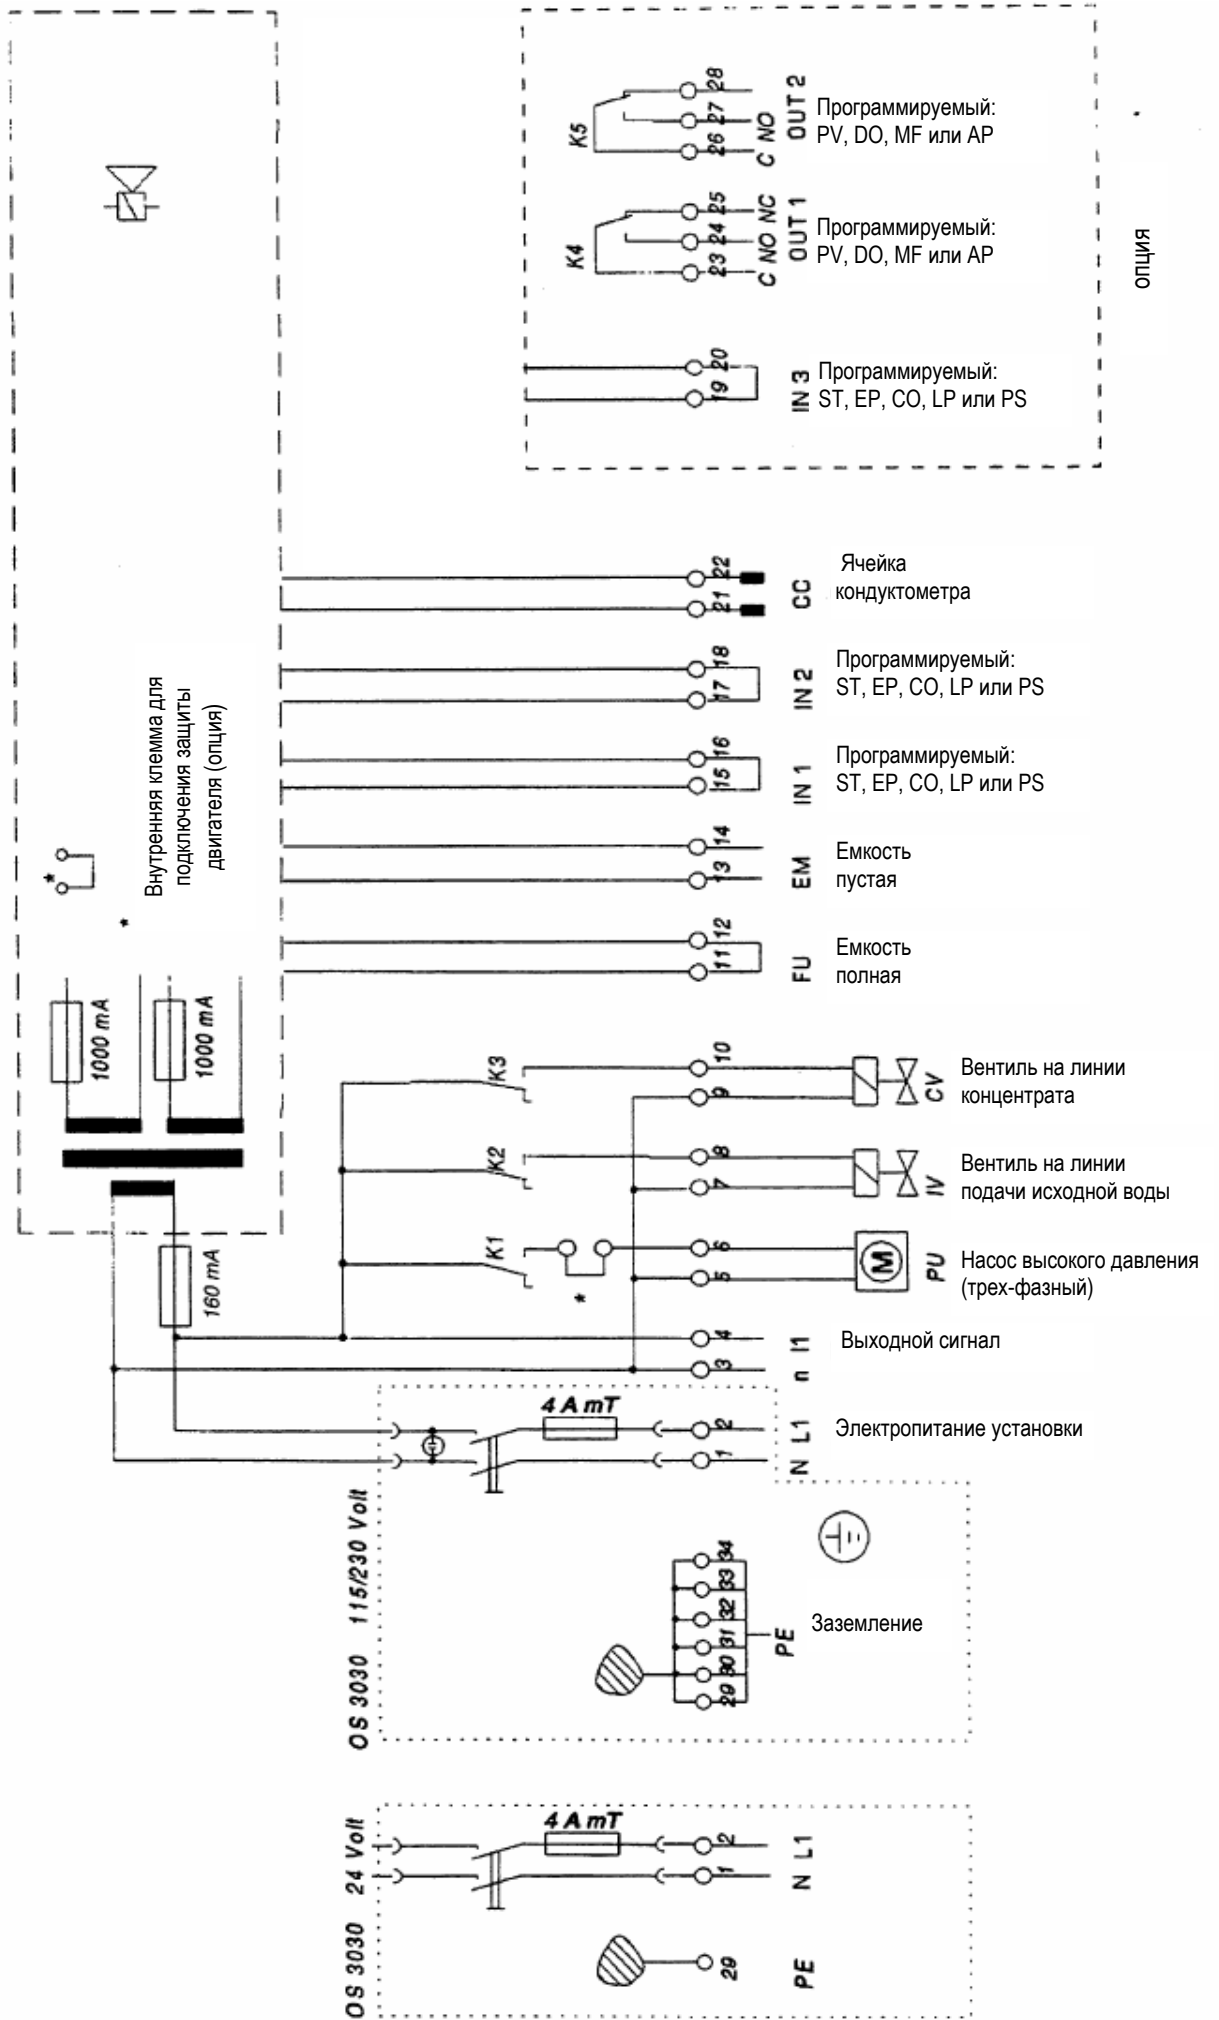 28
27
26
K5
C NO
OUT 2
Программируемый:
PV, DO, MF или AP
25
24
23
K4
C NO NC
OUT 1
Программируемый:
PV, DO, MF или AP
опция
20
19
IN 3
Программируемый:
ST, EP, CO, LP или PS
22
21
CC
Ячейка
кондуктометра
18
17
IN 2
Программируемый:
ST, EP, CO, LP или PS
Внутренняя клемма для
подключения защиты
двигателя (опция)
*
*
16
15
IN 1
Программируемый:
ST, EP, CO, LP или PS
14
13
EM
Емкость
пустая
12
11
FU
Емкость
полная
1000 mA
1000 mA
K3
10
9
CV
Вентиль на линии
концентрата
K2
8
7
IV
Вентиль на линии
подачи исходной воды
160 mA
K1
*
6
5
M
PU
Насос высокого давления
(трех-фазный)
4
3
n I1
Выходной сигнал
4 A mT
2
1
N L1
Электропитание установки
OS 3030 115/230 Volt
34
33
32
31
30
29
PE
Заземление
OS 3030 24 Volt
4 A mT
2
1
N L1
29
PE